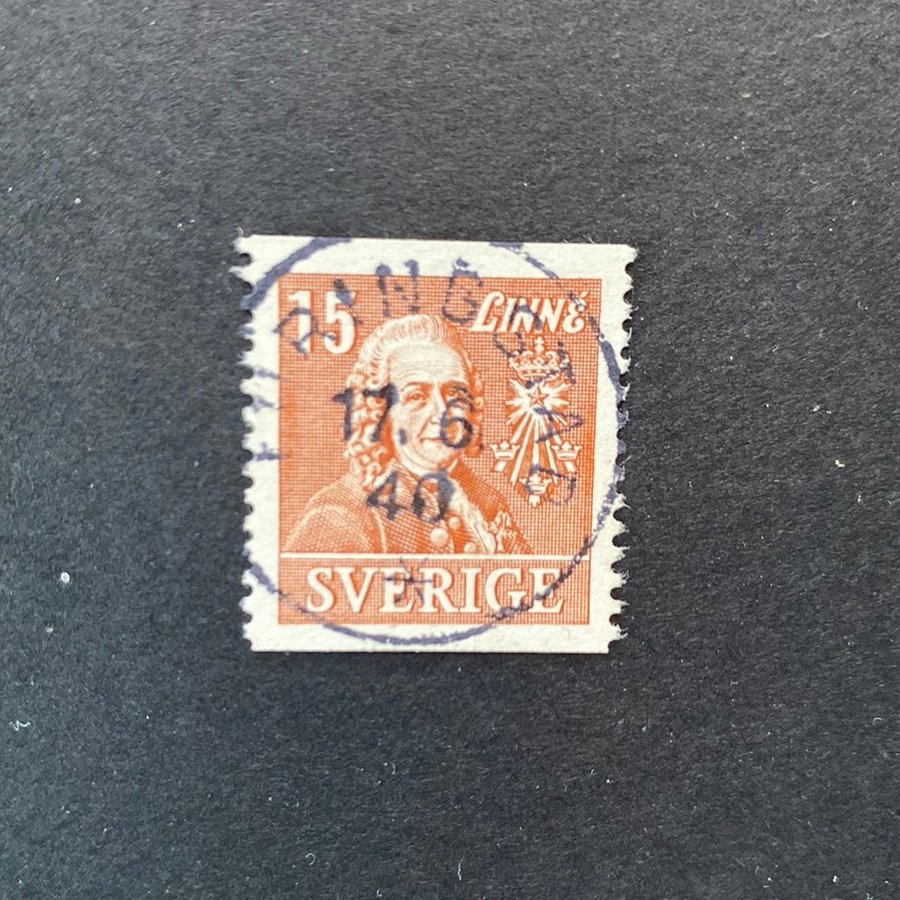 15 LINNÉ
17. 6.
40
SVERIGE